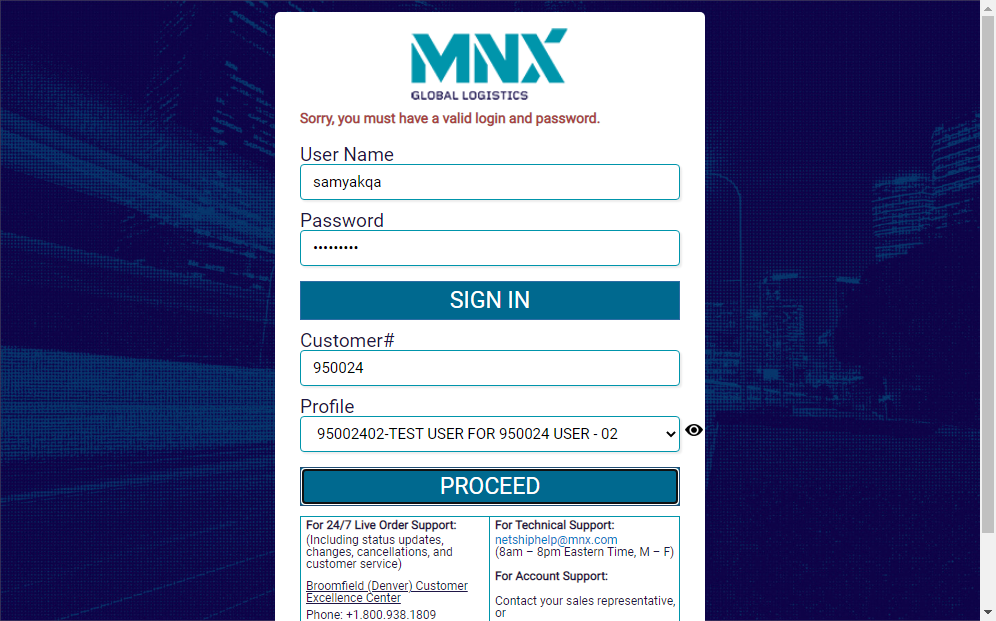 MNX
GLOBAL LOGISTICS
Sorry, you must have a valid login and password.
User Name
samyakqa
Password
•••••••••
SIGN IN
Customer#
950024
Profile
95002402-TEST USER FOR 950024 USER - 02
PROCEED
For 24/7 Live Order Support:
(Including status updates,
changes, cancellations, and
customer service)
Broomfield (Denver) Customer
Excellence Center
Phone: +1.800.938.1809
For Technical Support:
netshiphelp@mnx.com
(8am – 8pm Eastern Time, M – F)
For Account Support:
Contact your sales representative,
or